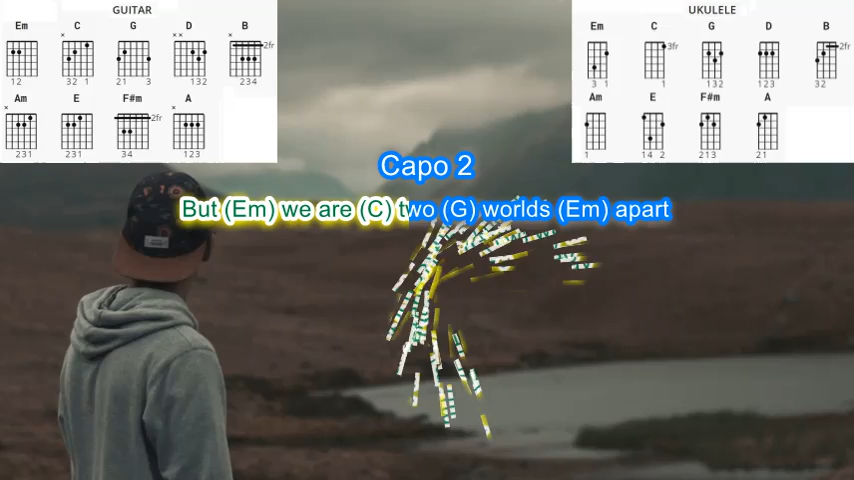 GUITAR
Em C G D B
× ×× ×
2fr
12 32 1 21 3 132 234
Am E F#m A
× ×
2fr
231 231 34 123
UKULELE
Em C G D B
3fr 2fr
3 1 1 132 123 32
Am E F#m A
1 14 2 213 21
Capo 2
But (Em) we are (C) two (G) worlds (Em) apart